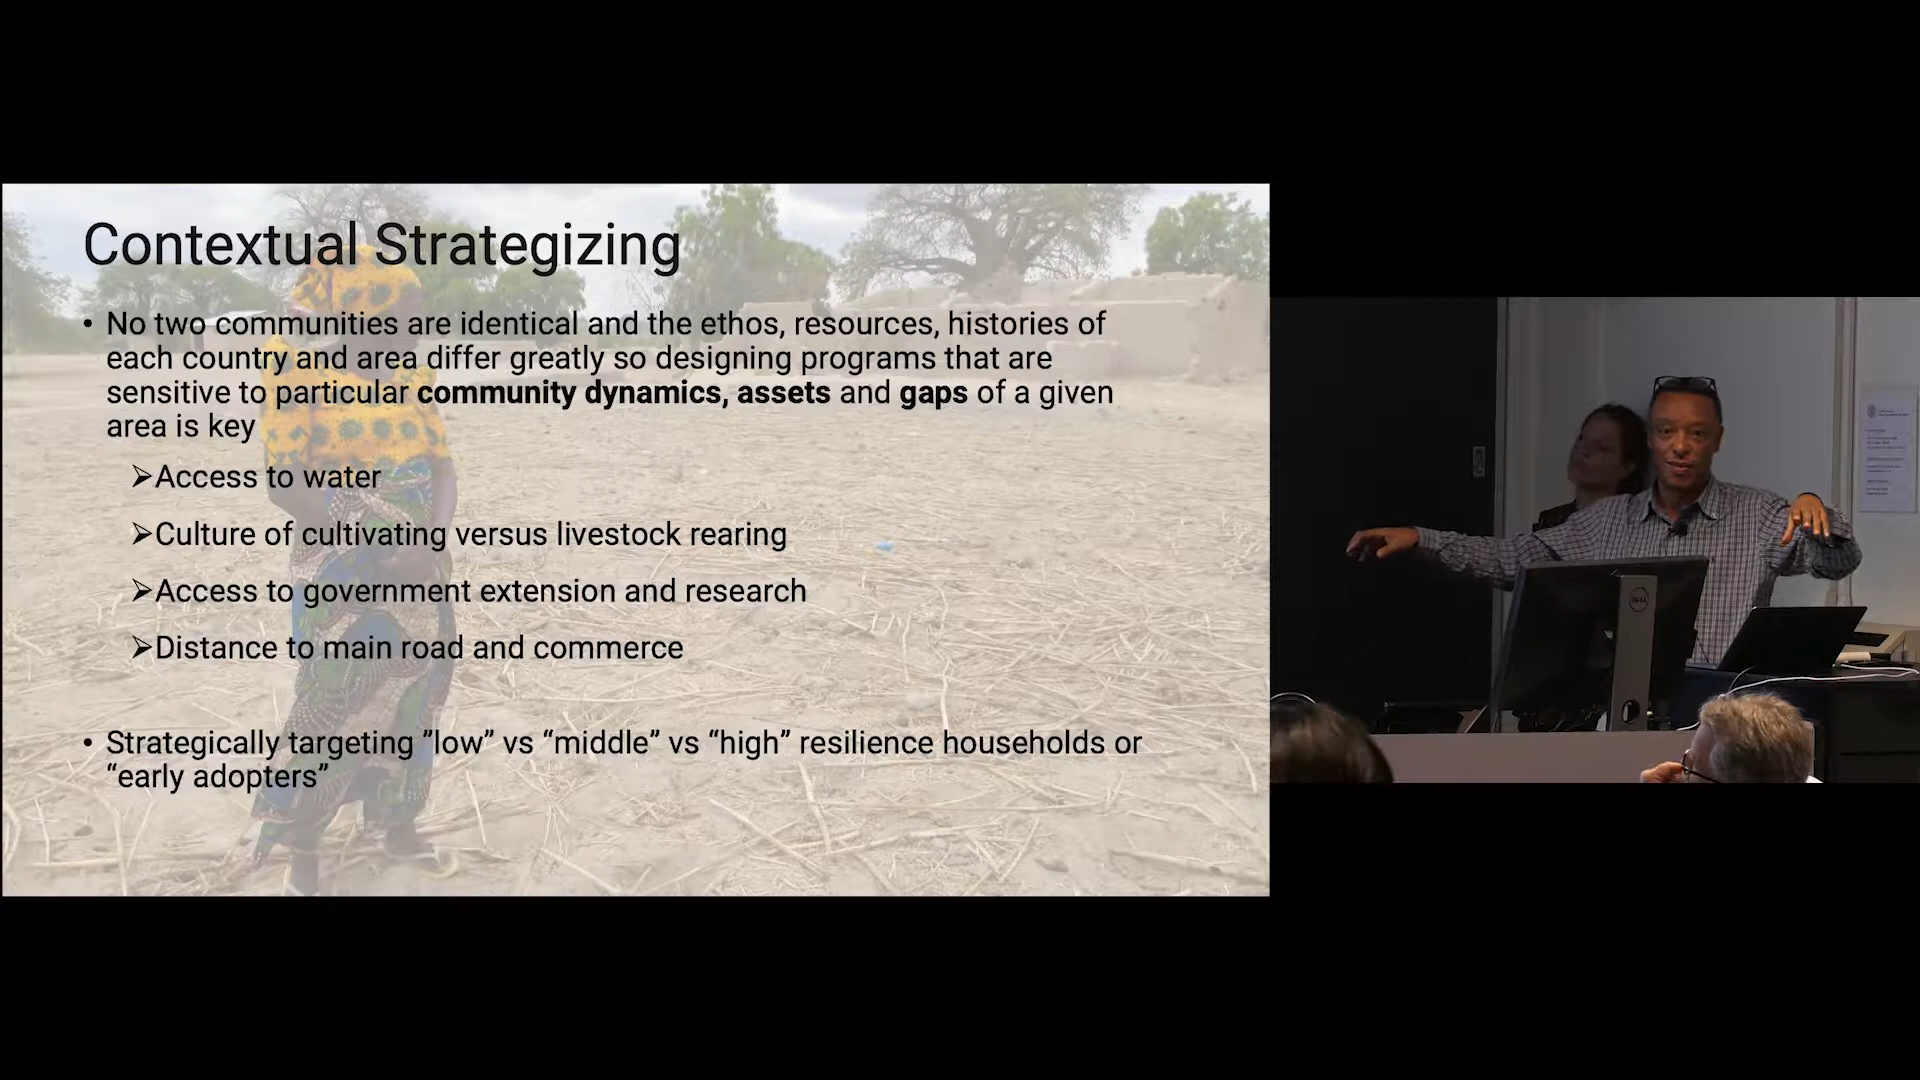 Contextual Strategizing
• No two communities are identical and the ethos, resources, histories of
each country and area differ greatly so designing programs that are
sensitive to particular community dynamics, assets and gaps of a given
area is key
➢Access to water
➢Culture of cultivating versus livestock rearing
➢Access to government extension and research
➢Distance to main road and commerce
• Strategically targeting ”low” vs “middle” vs “high” resilience households or
“early adopters”
DELL